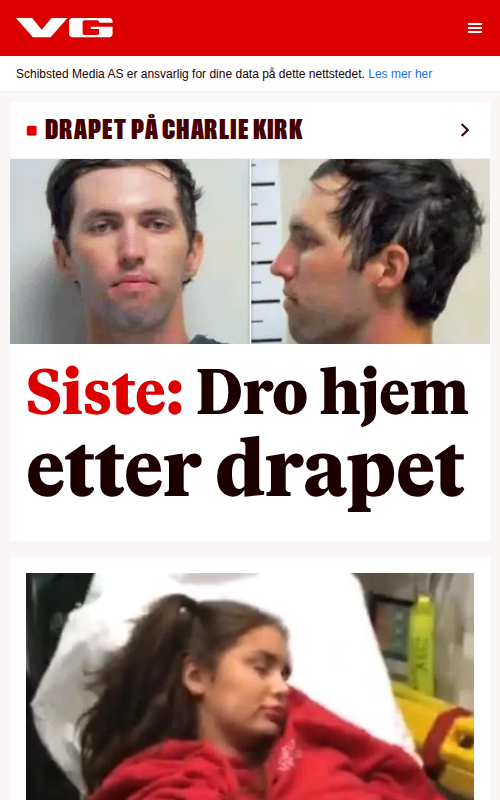 VG
Schibsted Media AS er ansvarlig for dine data på dette nettstedet. Les mer her
DRAPET PÅ CHARLIE KIRK
Siste: Dro hjem
etter drapet